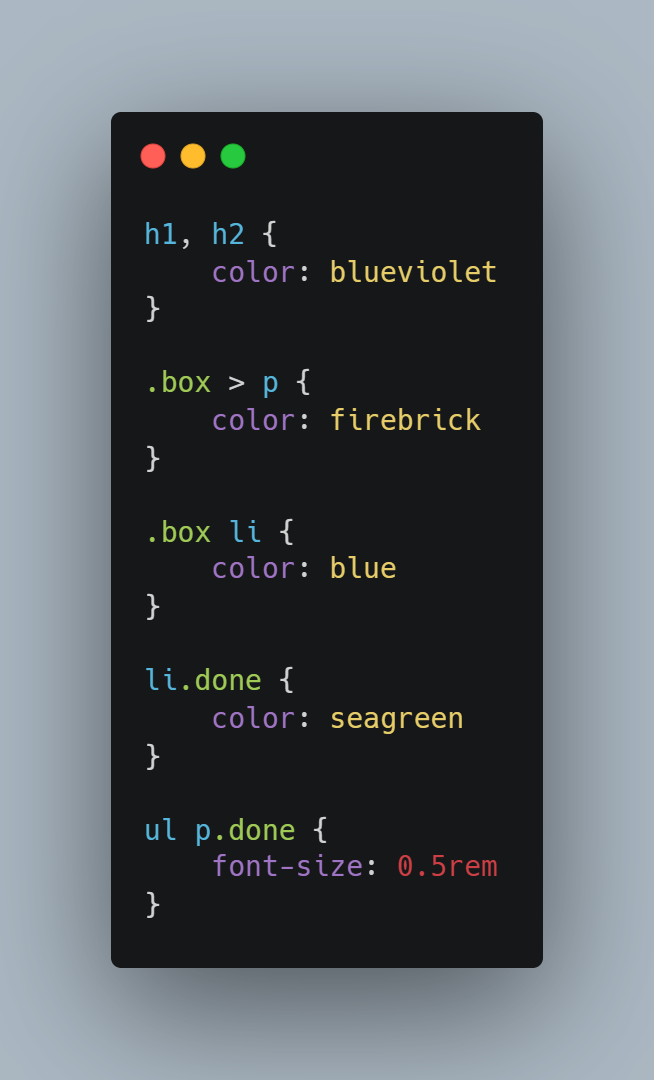 h1, h2 {
    color: blueviolet
}

.box > p {
    color: firebrick
}

.box li {
    color: blue
}

li.done {
    color: seagreen
}

ul p.done {
    font-size: 0.5rem
}